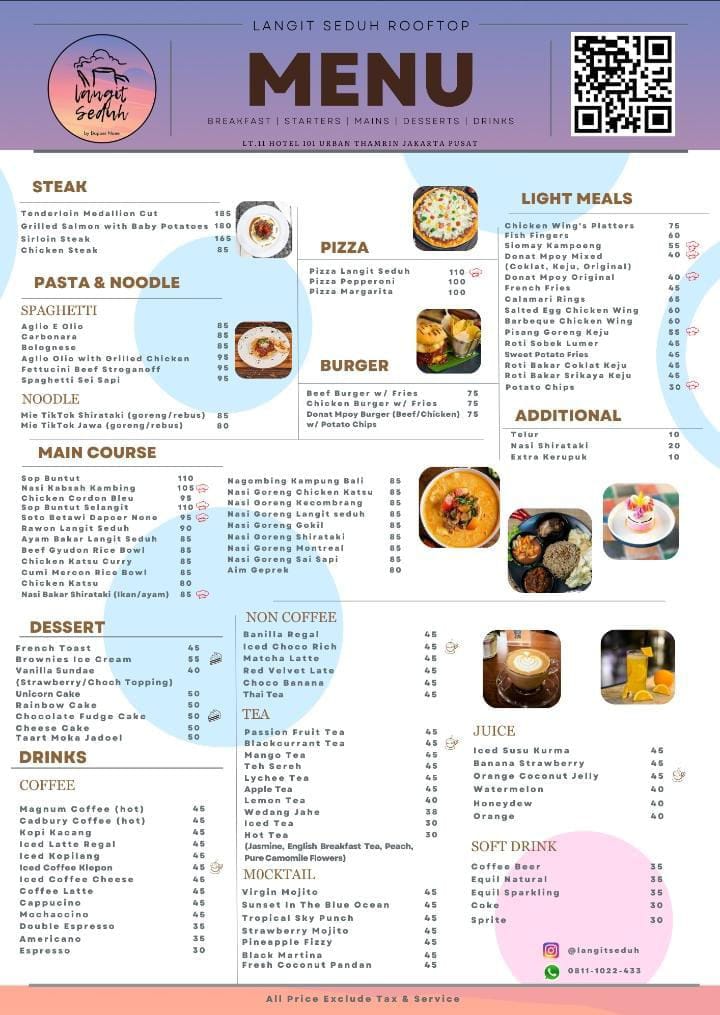 LANGIT SEDUH ROOFTOP
MENU
BREAKFAST | STARTERS | MAINS | DESSERTS | DRINKS
LT.11 HOTEL 101 URBAN THAMRIN JAKARTA PUSAT
langit
seduh
by Dapoer None
STEAK
Tenderloin Medallion Cut 185
Grilled Salmon with Baby Potatoes 180
Sirloin Steak 165
Chicken Steak 85
PASTA & NOODLE
SPAGHETTI
Aglio E Olio 85
Carbonara 85
Bolognese 85
Aglio Olio with Grilled Chicken 95
Fettucini Beef Stroganoff 95
Spaghetti Sei Sapi 95
NOODLE
Mie TikTok Shirataki (goreng/rebus) 85
Mie TikTok Jawa (goreng/rebus) 80
PIZZA
Pizza Langit Seduh 110
Pizza Pepperoni 100
Pizza Margarita 100
BURGER
Beef Burger w/ Fries 75
Chicken Burger w/ Fries 75
Donat Mpoy Burger (Beef/Chicken) 75
w/ Potato Chips
LIGHT MEALS
Chicken Wing's Platters 75
Fish Fingers 60
Siomay Kampoeng 55
Donat Mpoy Mixed 40
(Coklat, Keju, Original)
Donat Mpoy Original 40
French Fries 45
Calamari Rings 65
Salted Egg Chicken Wing 60
Barbeque Chicken Wing 60
Pisang Goreng Keju 55
Roti Sobek Lumer 45
Sweet Potato Fries 45
Roti Bakar Coklat Keju 45
Roti Bakar Srikaya Keju 45
Potato Chips 30
ADDITIONAL
Telur 10
Nasi Shirataki 20
Extra Kerupuk 10
MAIN COURSE
Sop Buntut 110
Nasi Kabsah Kambing 105
Chicken Cordon Bleu 95
Sop Buntut Selangit 110
Soto Betawi Dapoer None 95
Rawon Langit Seduh 90
Ayam Bakar Langit Seduh 85
Beef Gyudon Rice Bowl 85
Chicken Katsu Curry 85
Cumi Mercon Rice Bowl 85
Chicken Katsu 80
Nasi Bakar Shirataki (Ikan/ayam) 85
Nagombing Kampung Bali 85
Nasi Goreng Chicken Katsu 85
Nasi Goreng Kecombrang 85
Nasi Goreng Langit seduh 85
Nasi Goreng Gokil 85
Nasi Goreng Shirataki 85
Nasi Goreng Montreal 85
Nasi Goreng Sai Sapi 85
Aim Geprek 80
DESSERT
French Toast 45
Brownies Ice Cream 55
Vanilla Sundae 40
(Strawberry/Choch Topping)
Unicorn Cake 50
Rainbow Cake 50
Chocolate Fudge Cake 50
Cheese Cake 50
Taart Moka Jadoel 50
DRINKS
COFFEE
Magnum Coffee (hot) 45
Cadbury Coffee (hot) 45
Kopi Kacang 45
Iced Latte Regal 45
Iced Kopilang 45
Iced Coffee Klepon 45
Iced Coffee Cheese 45
Coffee Latte 45
Cappucino 45
Mochaccino 45
Double Espresso 35
Americano 35
Espresso 30
NON COFFEE
Banilla Regal 45
Iced Choco Rich 45
Matcha Latte 45
Red Velvet Late 45
Choco Banana 45
Thai Tea 45
TEA
Passion Fruit Tea 45
Blackcurrant Tea 45
Mango Tea 45
Teh Sereh 45
Lychee Tea 45
Apple Tea 45
Lemon Tea 40
Wedang Jahe 38
Iced Tea 30
Hot Tea 30
(Jasmine, English Breakfast Tea, Peach,
Pure Camomile Flowers)
M0CKTAIL
Virgin Mojito 45
Sunset In The Blue Ocean 45
Tropical Sky Punch 45
Strawberry Mojito 45
Pineapple Fizzy 45
Black Martina 45
Fresh Coconut Pandan 45
JUICE
Iced Susu Kurma 45
Banana Strawberry 45
Orange Coconut Jelly 45
Watermelon 40
Honeydew 40
Orange 40
SOFT DRINK
Coffee Beer 35
Equil Natural 35
Equil Sparkling 35
Coke 30
Sprite 30
@langitseduh
0811-1022-433
All Price Exclude Tax & Service